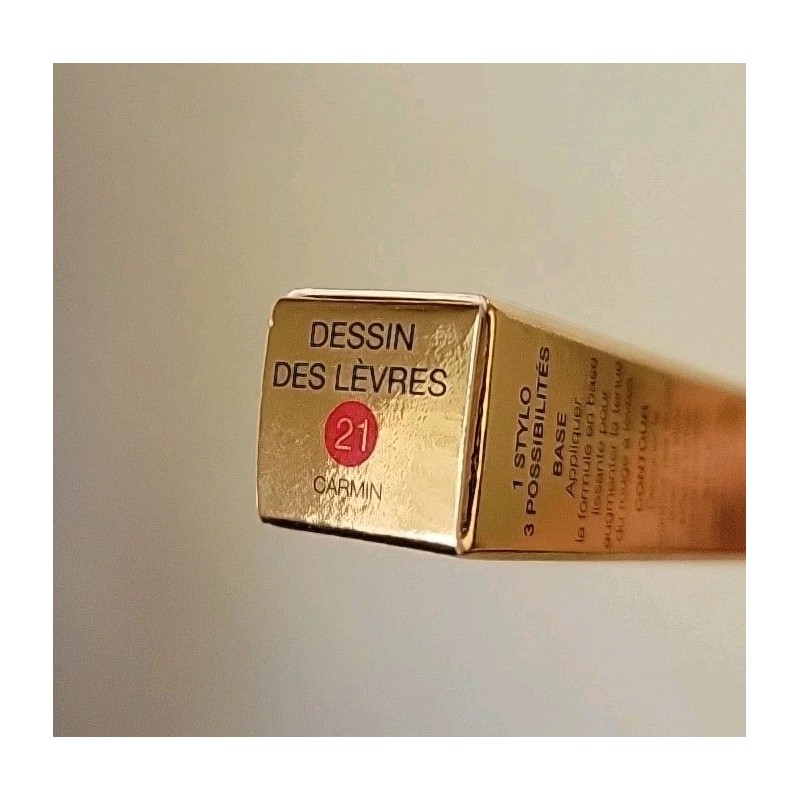 DESSIN
DES LÈVRES
21
CARMIN
1 STYLO
3 POSSIBILITÉS
BASE
Appliquer
la formule en base
lissante pour
augmenter la tenue
du rouge à lèvres
CONTOUR